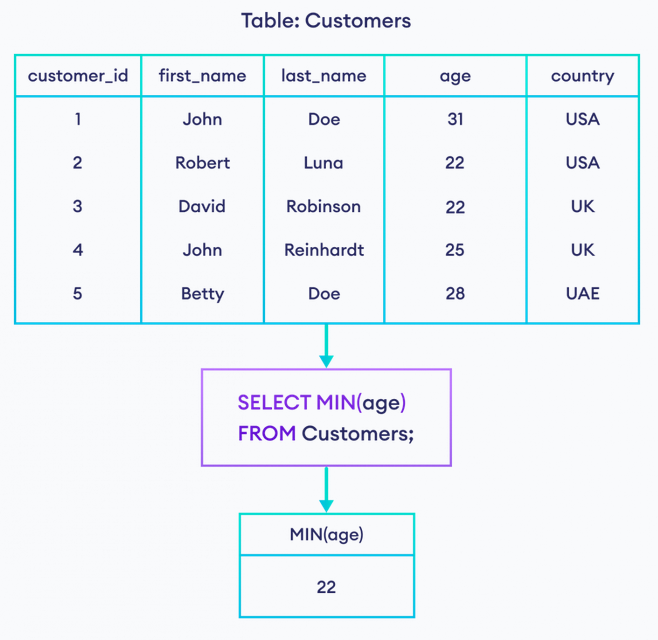 Table: Customers
customer_id first_name last_name age country
1 John Doe 31 USA
2 Robert Luna 22 USA
3 David Robinson 22 UK
4 John Reinhardt 25 UK
5 Betty Doe 28 UAE
SELECT MIN(age)
FROM Customers;
MIN(age)
22